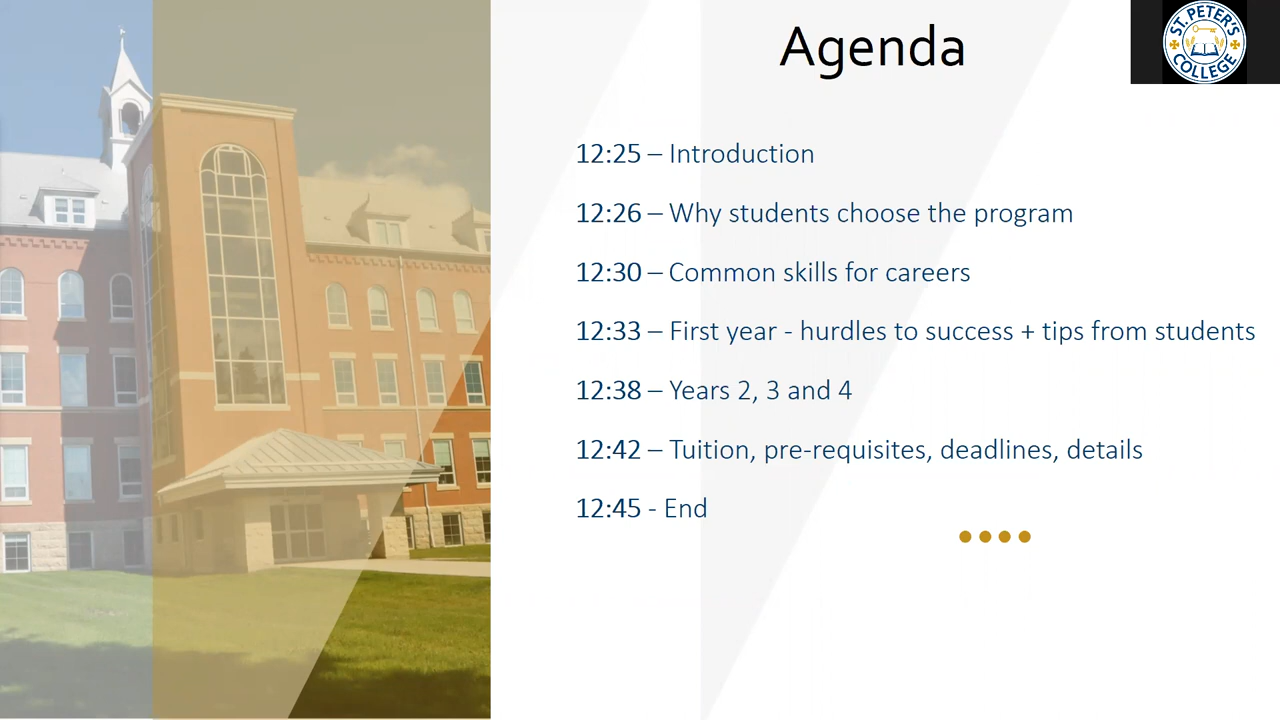 Agenda
ST. PETER'S
COLLEGE
12:25 – Introduction
12:26 – Why students choose the program
12:30 – Common skills for careers
12:33 – First year - hurdles to success + tips from students
12:38 – Years 2, 3 and 4
12:42 – Tuition, pre-requisites, deadlines, details
12:45 - End